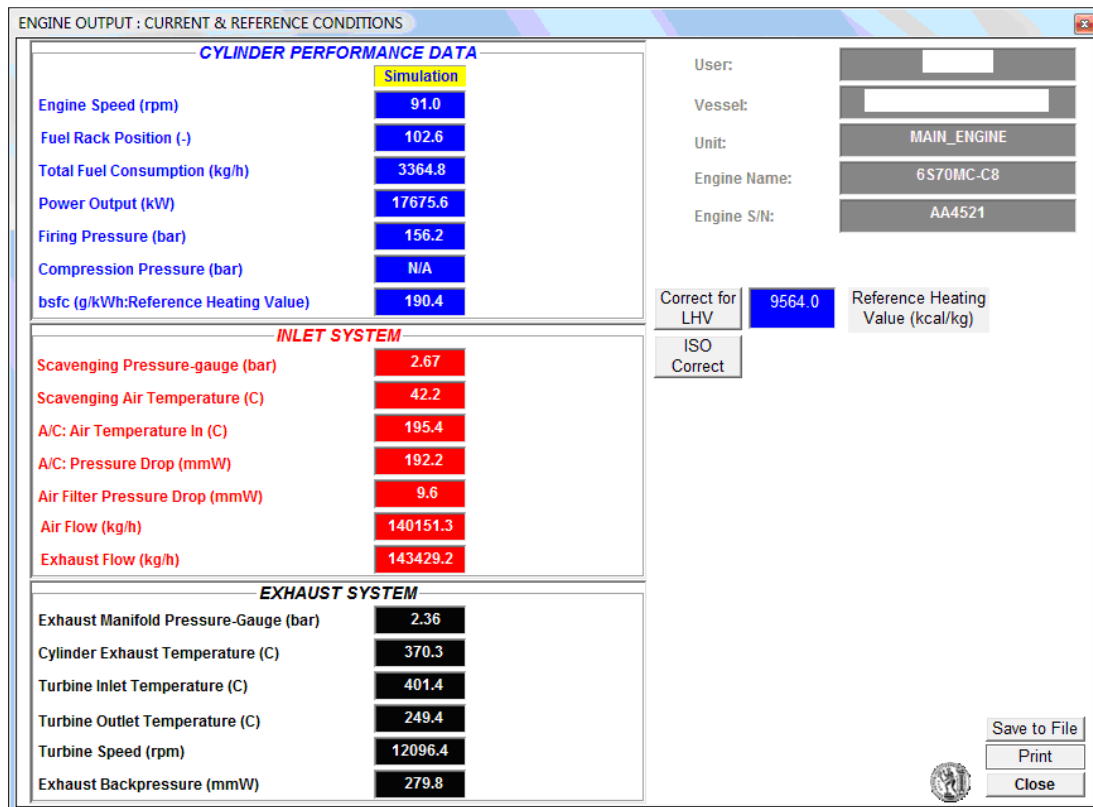 ENGINE OUTPUT : CURRENT & REFERENCE CONDITIONS
CYLINDER PERFORMANCE DATA
Simulation
Engine Speed (rpm) 91.0
Fuel Rack Position (-) 102.6
Total Fuel Consumption (kg/h) 3364.8
Power Output (kW) 17675.6
Firing Pressure (bar) 156.2
Compression Pressure (bar) N/A
bsfc (g/kWh:Reference Heating Value) 190.4
INLET SYSTEM
Scavenging Pressure-gauge (bar) 2.67
Scavenging Air Temperature (C) 42.2
A/C: Air Temperature In (C) 195.4
A/C: Pressure Drop (mmW) 192.2
Air Filter Pressure Drop (mmW) 9.6
Air Flow (kg/h) 140151.3
Exhaust Flow (kg/h) 143429.2
EXHAUST SYSTEM
Exhaust Manifold Pressure-Gauge (bar) 2.36
Cylinder Exhaust Temperature (C) 370.3
Turbine Inlet Temperature (C) 401.4
Turbine Outlet Temperature (C) 249.4
Turbine Speed (rpm) 12096.4
Exhaust Backpressure (mmW) 279.8
User:
Vessel:
Unit: MAIN_ENGINE
Engine Name: 6S70MC-C8
Engine S/N: AA4521
Correct for
LHV
9564.0
Reference Heating
Value (kcal/kg)
ISO
Correct
Save to File
Print
Close